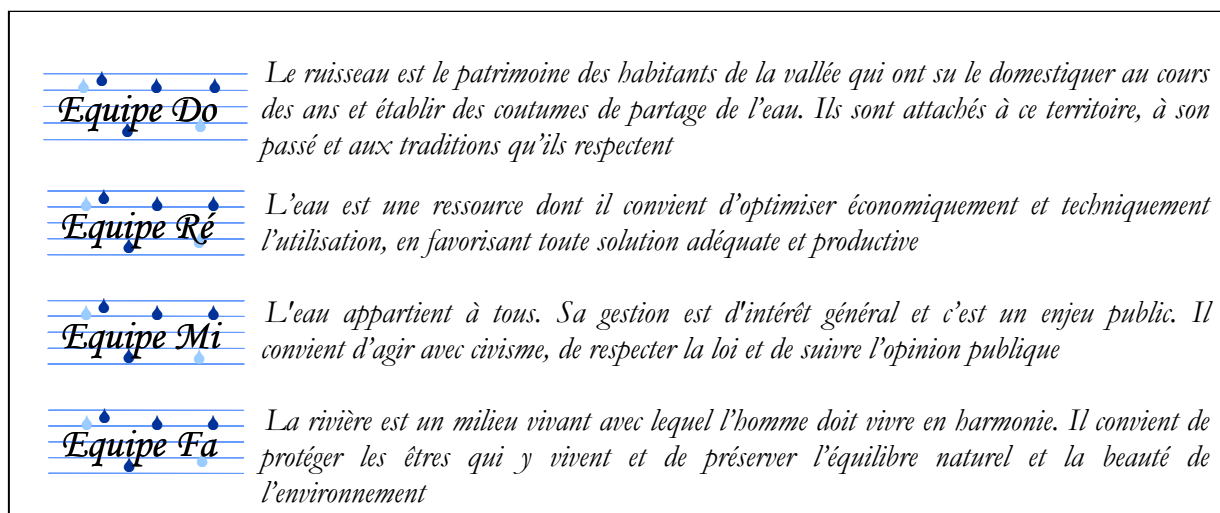 Equipe Do
Le ruisseau est le patrimoine des habitants de la vallée qui ont su le domestiquer au cours
des ans et établir des coutumes de partage de l’eau. Ils sont attachés à ce territoire, à son
passé et aux traditions qu’ils respectent
Equipe Ré
L’eau est une ressource dont il convient d’optimiser économiquement et techniquement
l’utilisation, en favorisant toute solution adéquate et productive
Equipe Mi
L'eau appartient à tous. Sa gestion est d'intérêt général et c’est un enjeu public. Il
convient d’agir avec civisme, de respecter la loi et de suivre l’opinion publique
Equipe Fa
La rivière est un milieu vivant avec lequel l’homme doit vivre en harmonie. Il convient de
protéger les êtres qui y vivent et de préserver l’équilibre naturel et la beauté de
l’environnement